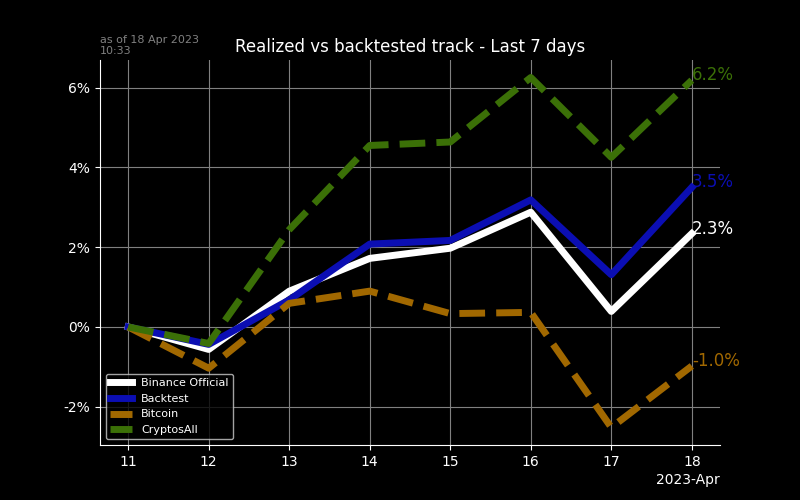 as of 18 Apr 2023
10:33
Realized vs backtested track - Last 7 days
6%
4%
2%
0%
-2%
6.2%
3.5%
2.3%
-1.0%
Binance Official
Backtest
Bitcoin
CryptosAll
11 12 13 14 15 16 17 18
2023-Apr